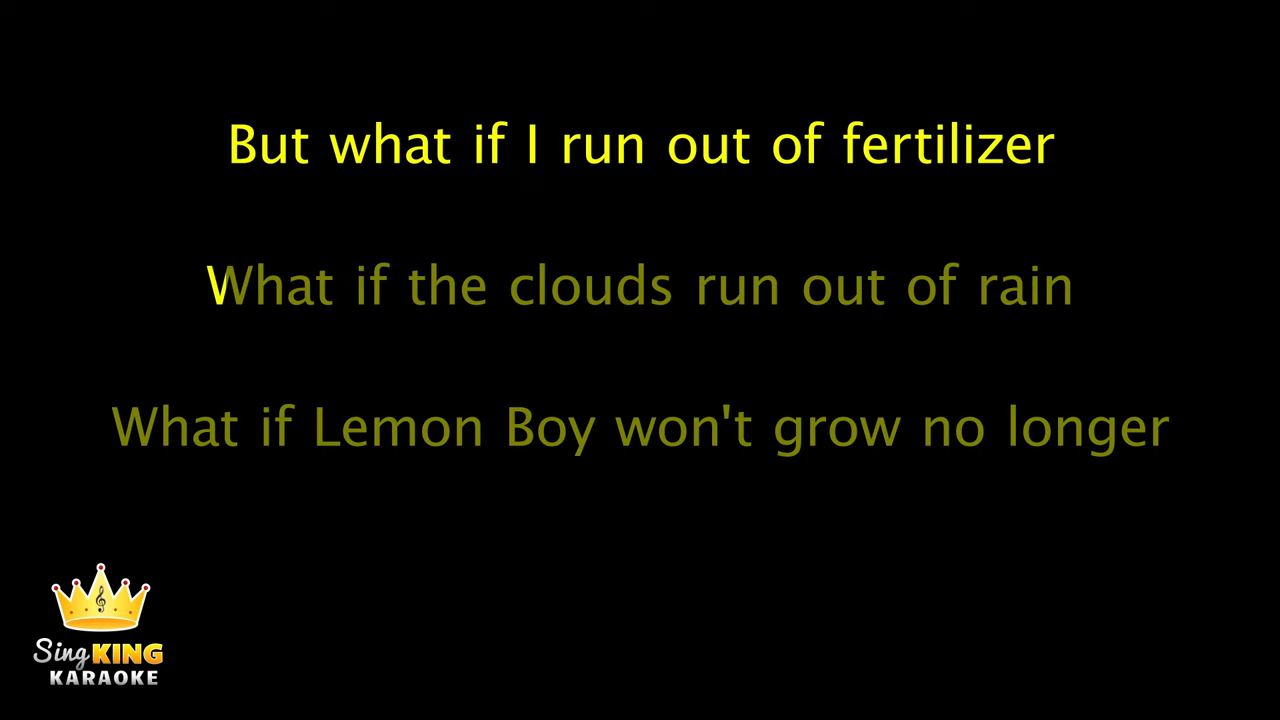 But what if I run out of fertilizer
What if the clouds run out of rain
What if Lemon Boy won't grow no longer
Sing KING
KARAOKE